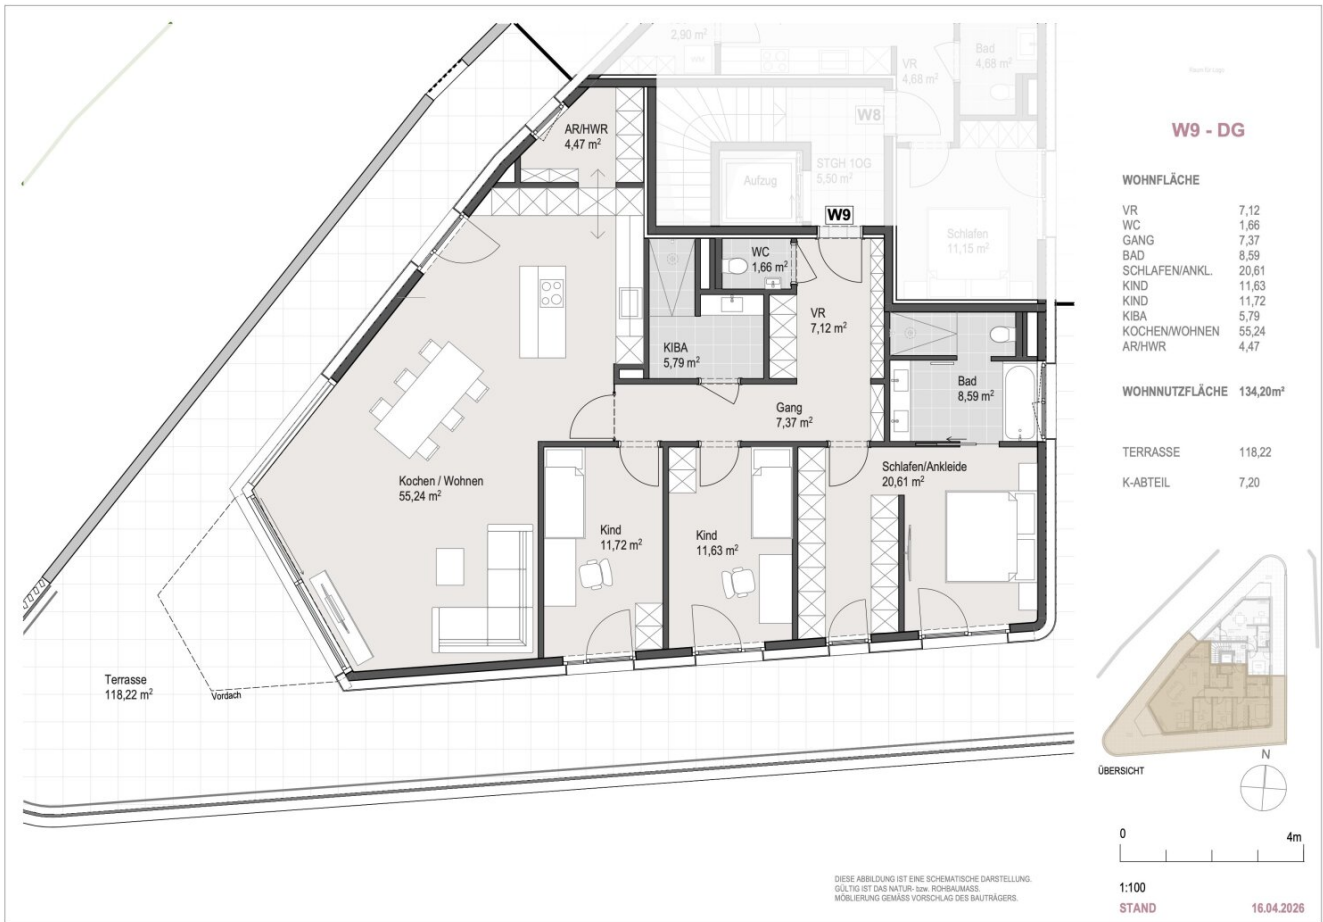 2,90 m²
WM
VR
4,68 m²
Bad
4,68 m²
W8
STGH 1OG
5,50 m²
Aufzug
Schlafen
11,15 m²
AR/HWR
4,47 m²
W9
WC
1,66 m²
VR
7,12 m²
KIBA
5,79 m²
Bad
8,59 m²
Gang
7,37 m²
Kochen / Wohnen
55,24 m²
Schlafen/Ankleide
20,61 m²
Kind
11,72 m²
Kind
11,63 m²
Terrasse
118,22 m²
Vordach
W9 - DG
WOHNFLÄCHE
VR 7,12
WC 1,66
GANG 7,37
BAD 8,59
SCHLAFEN/ANKL. 20,61
KIND 11,63
KIND 11,72
KIBA 5,79
KOCHEN/WOHNEN 55,24
AR/HWR 4,47
WOHNNUTZFLÄCHE 134,20m²
TERRASSE 118,22
K-ABTEIL 7,20
ÜBERSICHT
N
0 4m
1:100
STAND 16.04.2026
DIESE ABBILDUNG IST EINE SCHEMATISCHE DARSTELLUNG.
GÜLTIG IST DAS NATUR- bzw. ROHBAUMASS.
MÖBLIERUNG GEMÄSS VORSCHLAG DES BAUTRÄGERS.